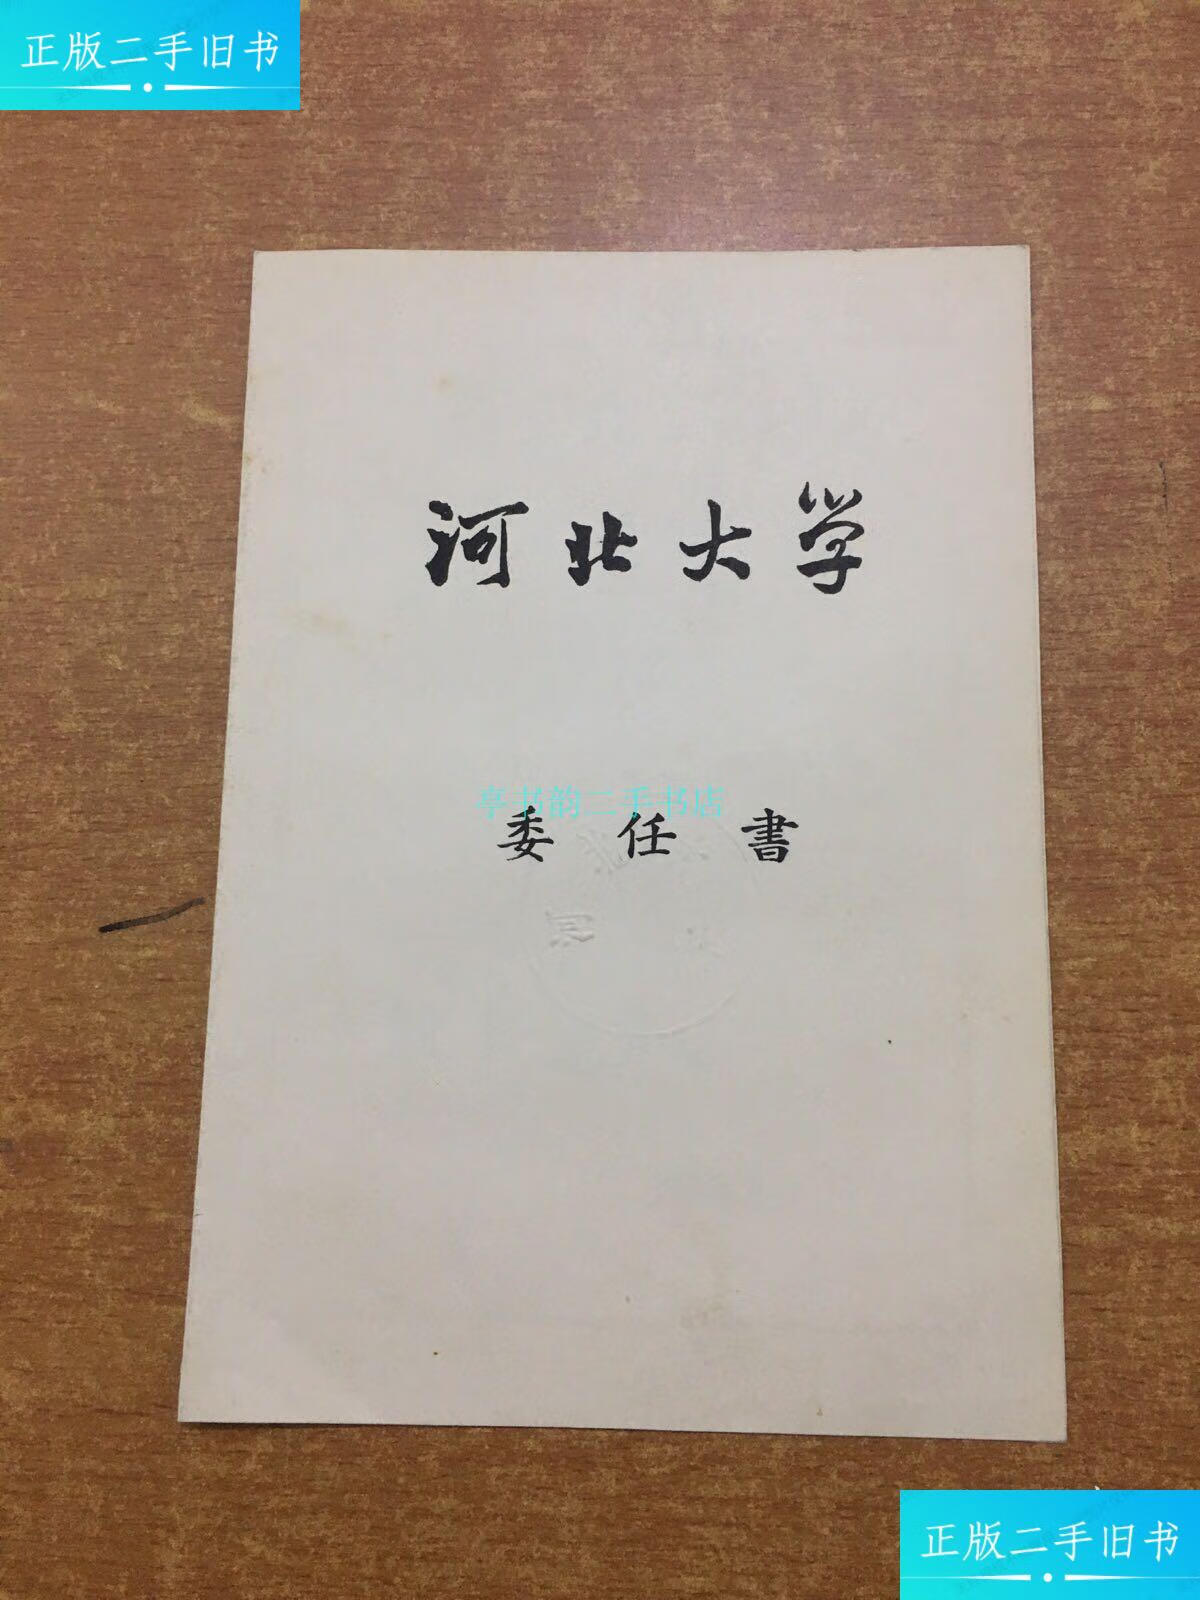 正版二手旧书
河北大学
亭书韵二手书店
委任書
正版二手旧书